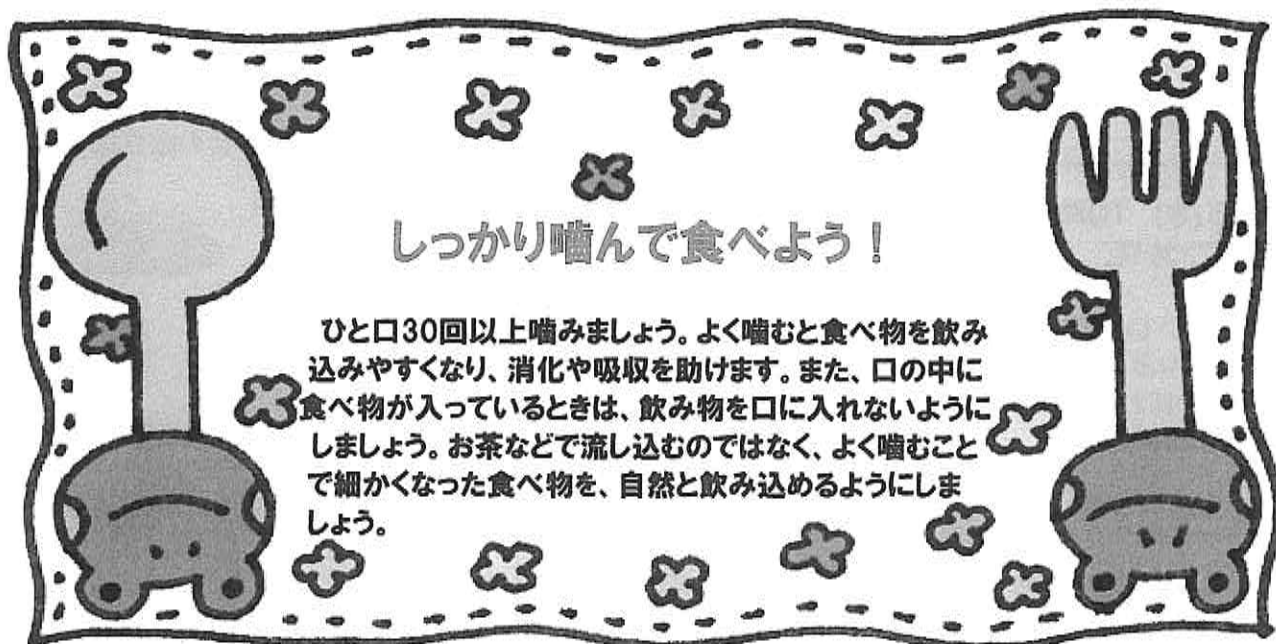 しっかり噛んで食べよう！
ひと口30回以上噛みましょう。よく噛むと食べ物を飲み
込みやすくなり、消化や吸収を助けます。また、口の中に
食べ物が入っているときは、飲み物を口に入れないように
しましょう。お茶などで流し込むのではなく、よく噛むこと
で細かくなった食べ物を、自然と飲み込めるようにしま
しょう。